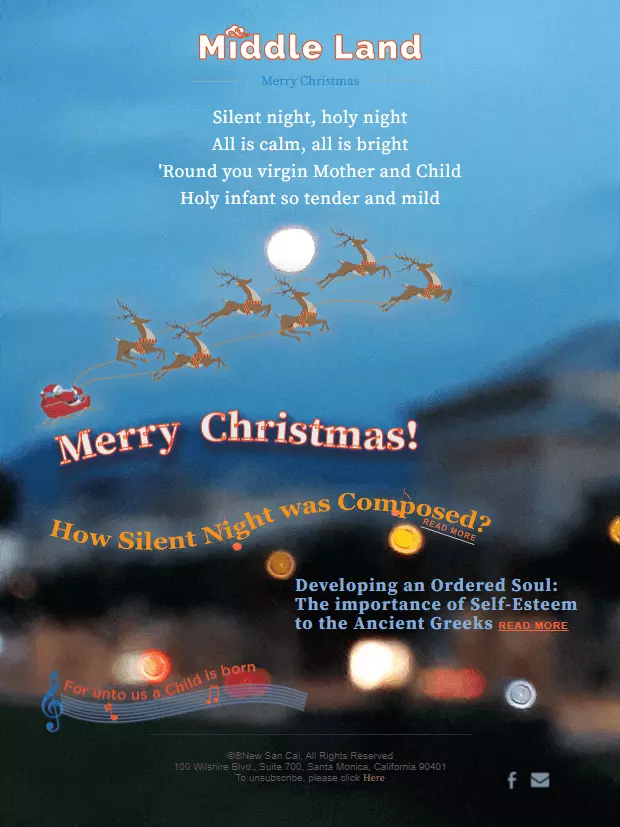 Middle Land
Merry Christmas
Silent night, holy night
All is calm, all is bright
'Round you virgin Mother and Child
Holy infant so tender and mild
Merry Christmas!
How Silent Night was Composed?
READ MORE
Developing an Ordered Soul:
The importance of Self-Esteem
to the Ancient Greeks READ MORE
For unto us a Child is born
©®New San Cai, All Rights Reserved
100 Wilshire Blvd., Suite 700, Santa Monica, California 90401
To unsubscribe, please click Here